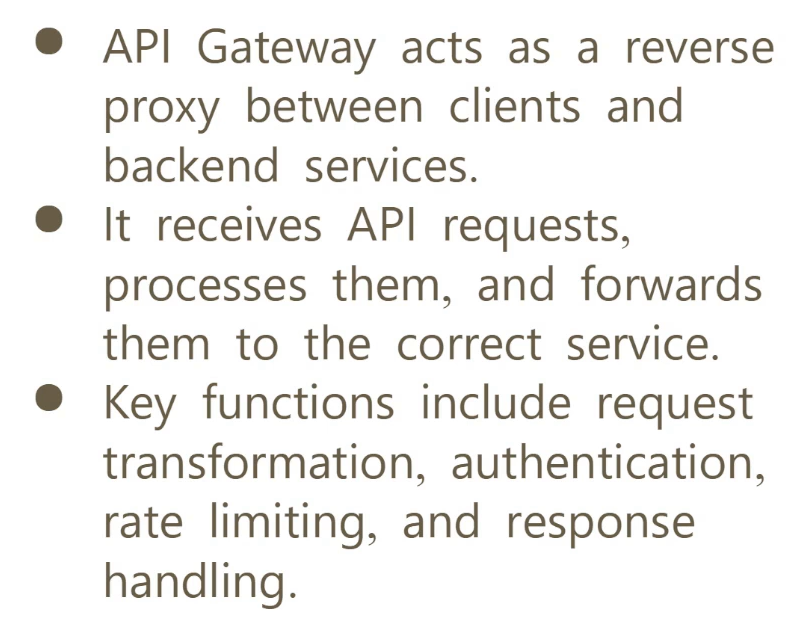 ● API Gateway acts as a reverse
proxy between clients and
backend services.
● It receives API requests,
processes them, and forwards
them to the correct service.
● Key functions include request
transformation, authentication,
rate limiting, and response
handling.